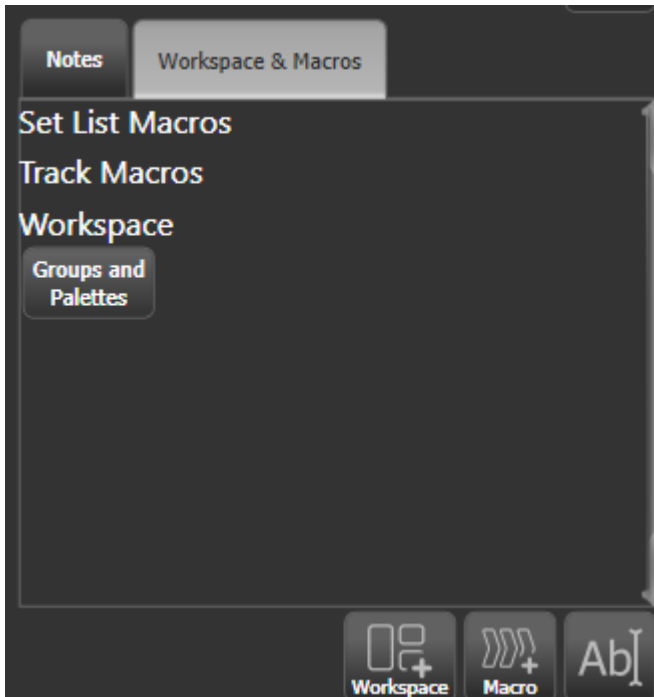 Notes
Workspace & Macros
Set List Macros
Track Macros
Workspace
Groups and
Palettes
Workspace
Macro
Ab